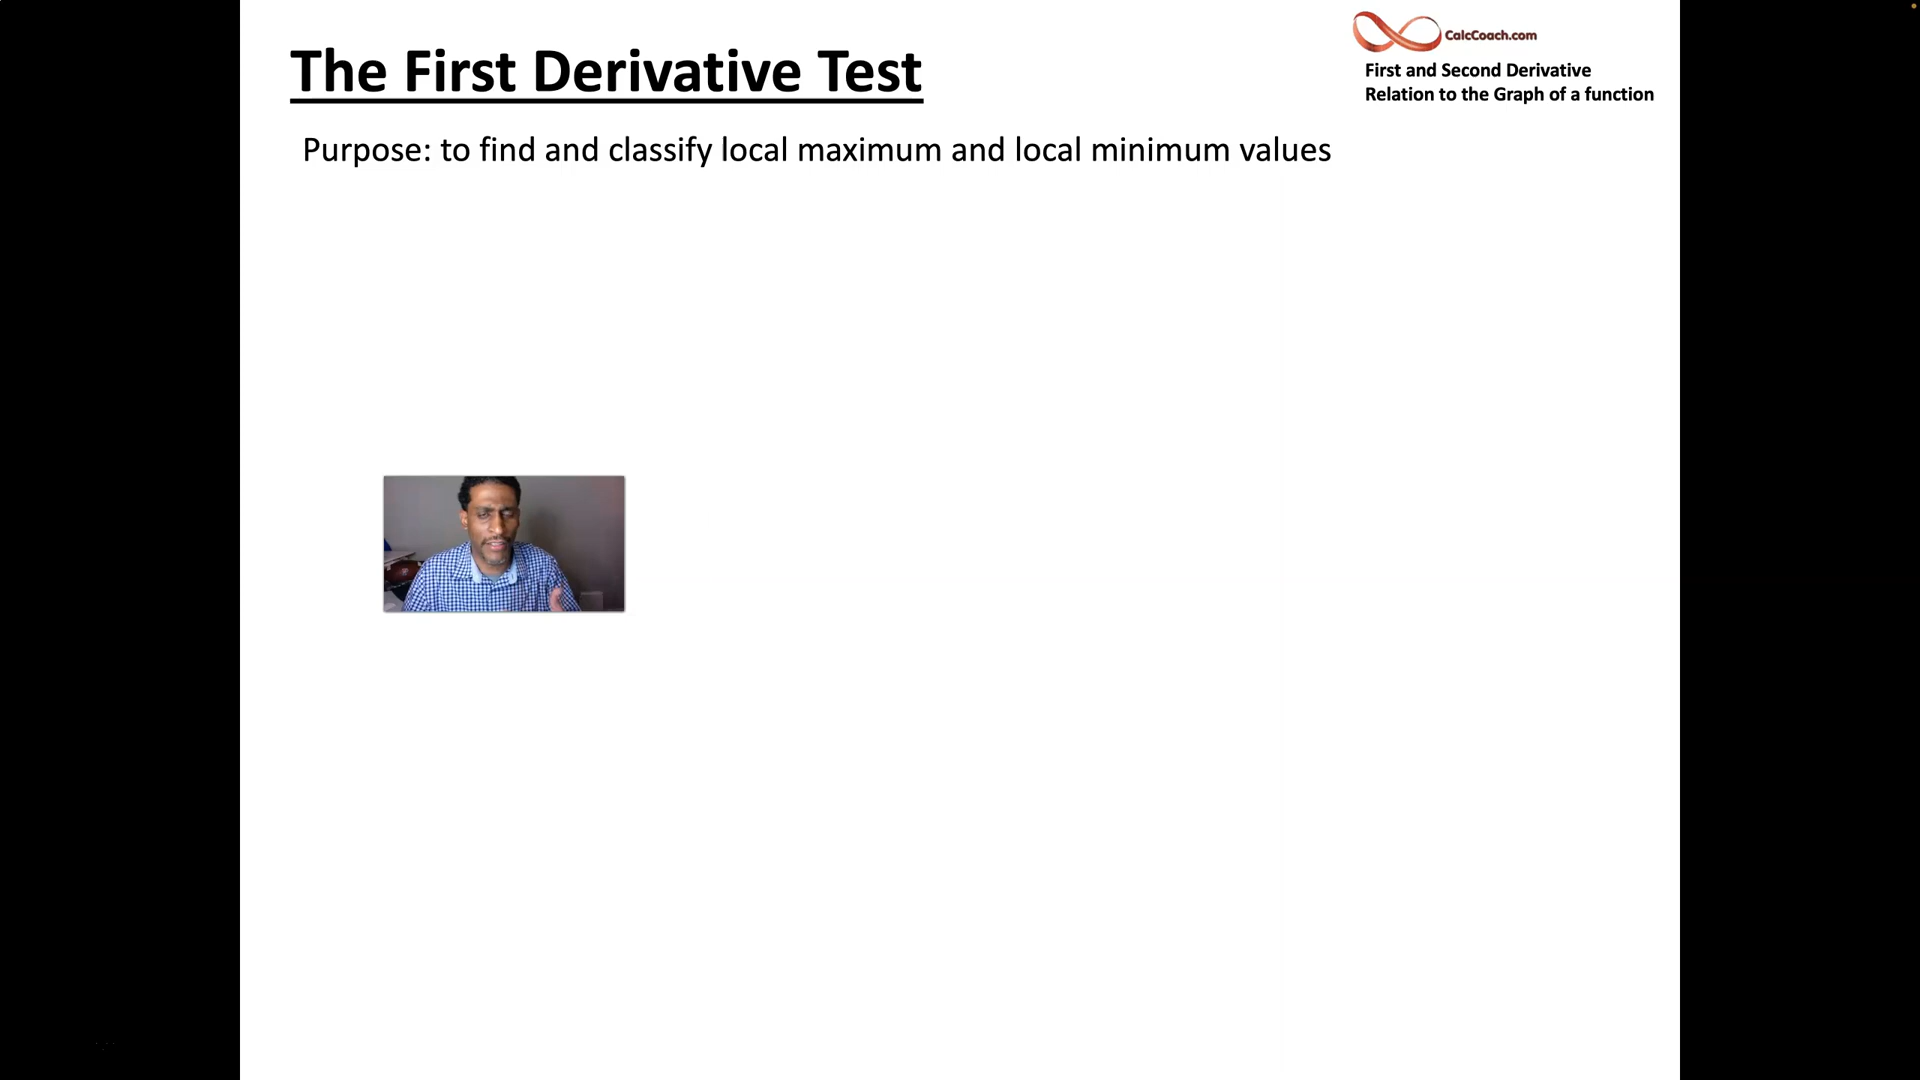 The First Derivative Test
CalcCoach.com
First and Second Derivative
Relation to the Graph of a function
Purpose: to find and classify local maximum and local minimum values